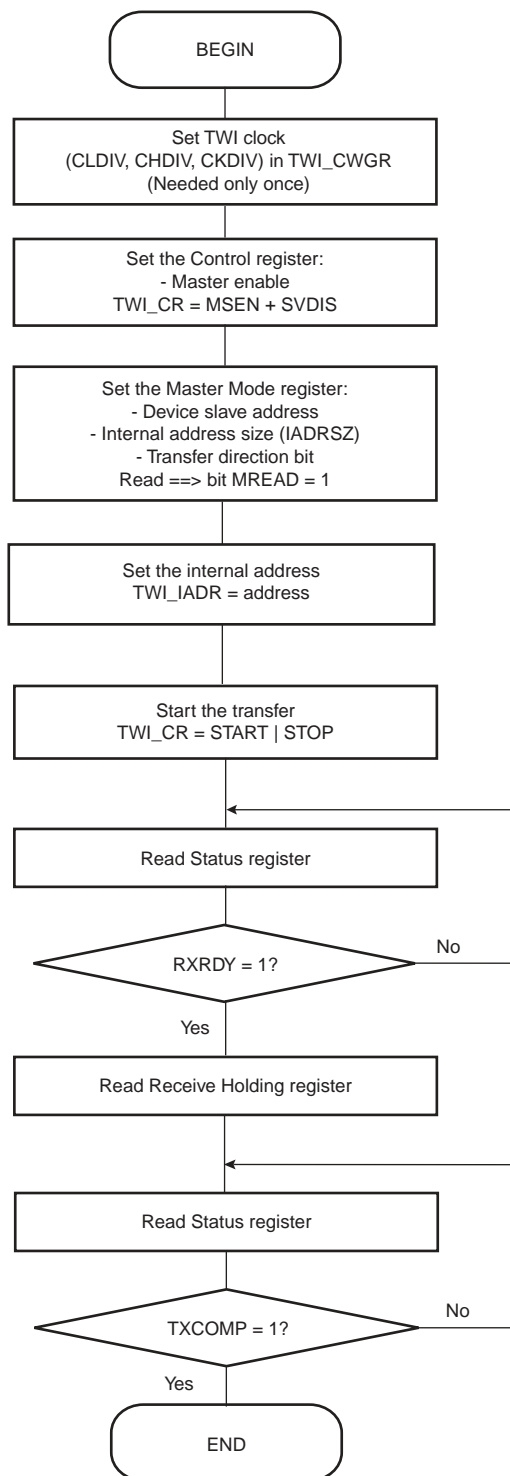 BEGIN
Set TWI clock
(CLDIV, CHDIV, CKDIV) in TWI_CWGR
(Needed only once)
Set the Control register:
- Master enable
TWI_CR = MSEN + SVDIS
Set the Master Mode register:
- Device slave address
- Internal address size (IADRSZ)
- Transfer direction bit
Read ==> bit MREAD = 1
Set the internal address
TWI_IADR = address
Start the transfer
TWI_CR = START | STOP
Read Status register
RXRDY = 1?
No
Yes
Read Receive Holding register
Read Status register
TXCOMP = 1?
No
Yes
END